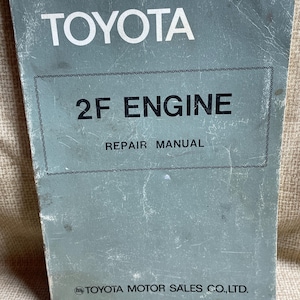 TOYOTA
2F ENGINE
REPAIR MANUAL
TOYOTA MOTOR SALES CO.,LTD.